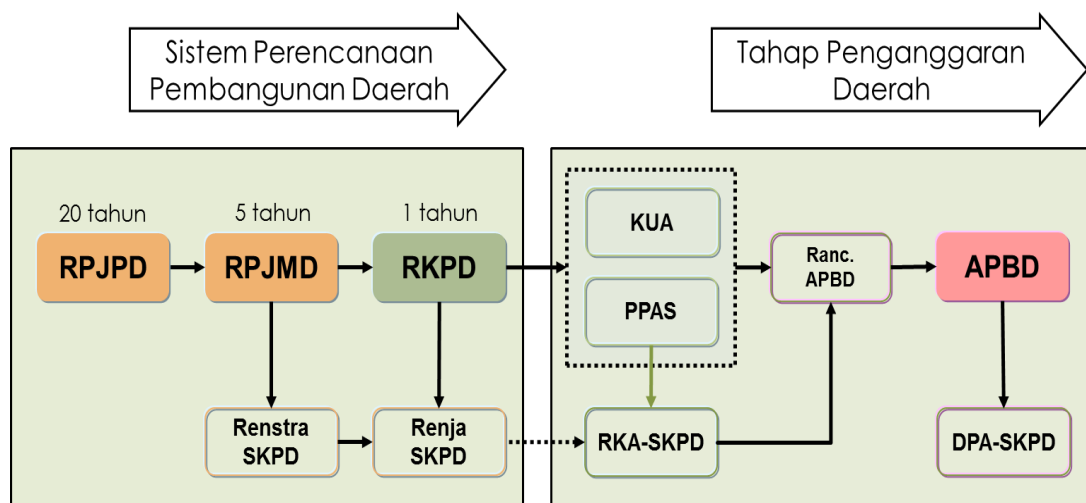 Sistem Perencanaan
Pembangunan Daerah
Tahap Penganggaran
Daerah
20 tahun
5 tahun
1 tahun
RPJPD
RPJMD
RKPD
Renstra
SKPD
Renja
SKPD
KUA
PPAS
RKA-SKPD
Ranc.
APBD
APBD
DPA-SKPD